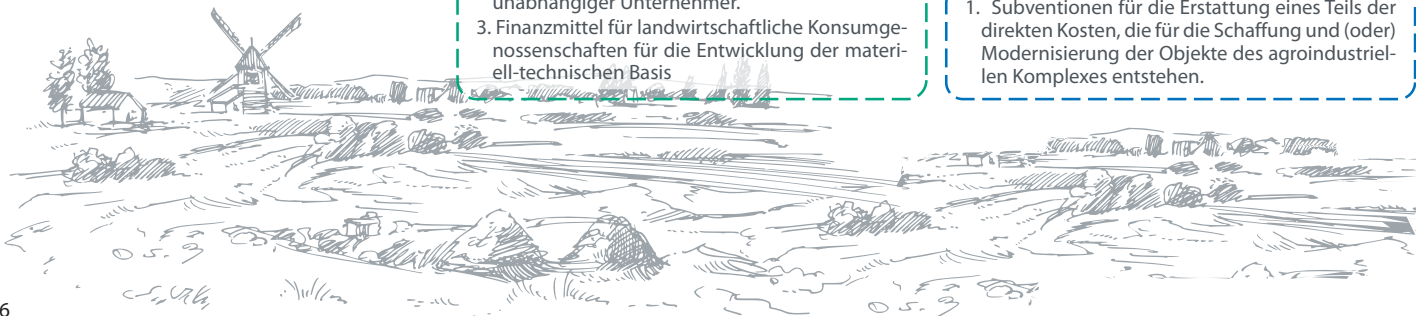 unabhängiger Unternehmer.
3. Finanzmittel für landwirtschaftliche Konsumge-
nossenschaften für die Entwicklung der materi-
ell-technischen Basis
1. Subventionen für die Erstattung eines Teils der
direkten Kosten, die für die Schaffung und (oder)
Modernisierung der Objekte des agroindustriel-
len Komplexes entstehen.
6